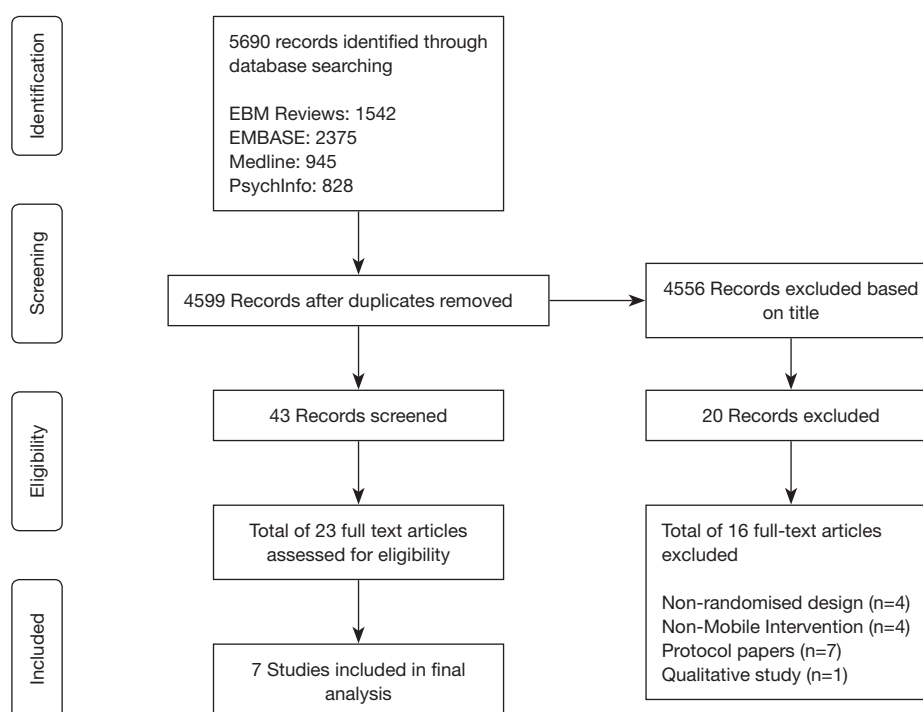 Identification
5690 records identified through
database searching
EBM Reviews: 1542
EMBASE: 2375
Medline: 945
PsychInfo: 828
Screening
4599 Records after duplicates removed
4556 Records excluded based
on title
Eligibility
43 Records screened
20 Records excluded
Total of 23 full text articles
assessed for eligibility
Total of 16 full-text articles
excluded
Non-randomised design (n=4)
Non-Mobile Intervention (n=4)
Protocol papers (n=7)
Qualitative study (n=1)
Included
7 Studies included in final
analysis